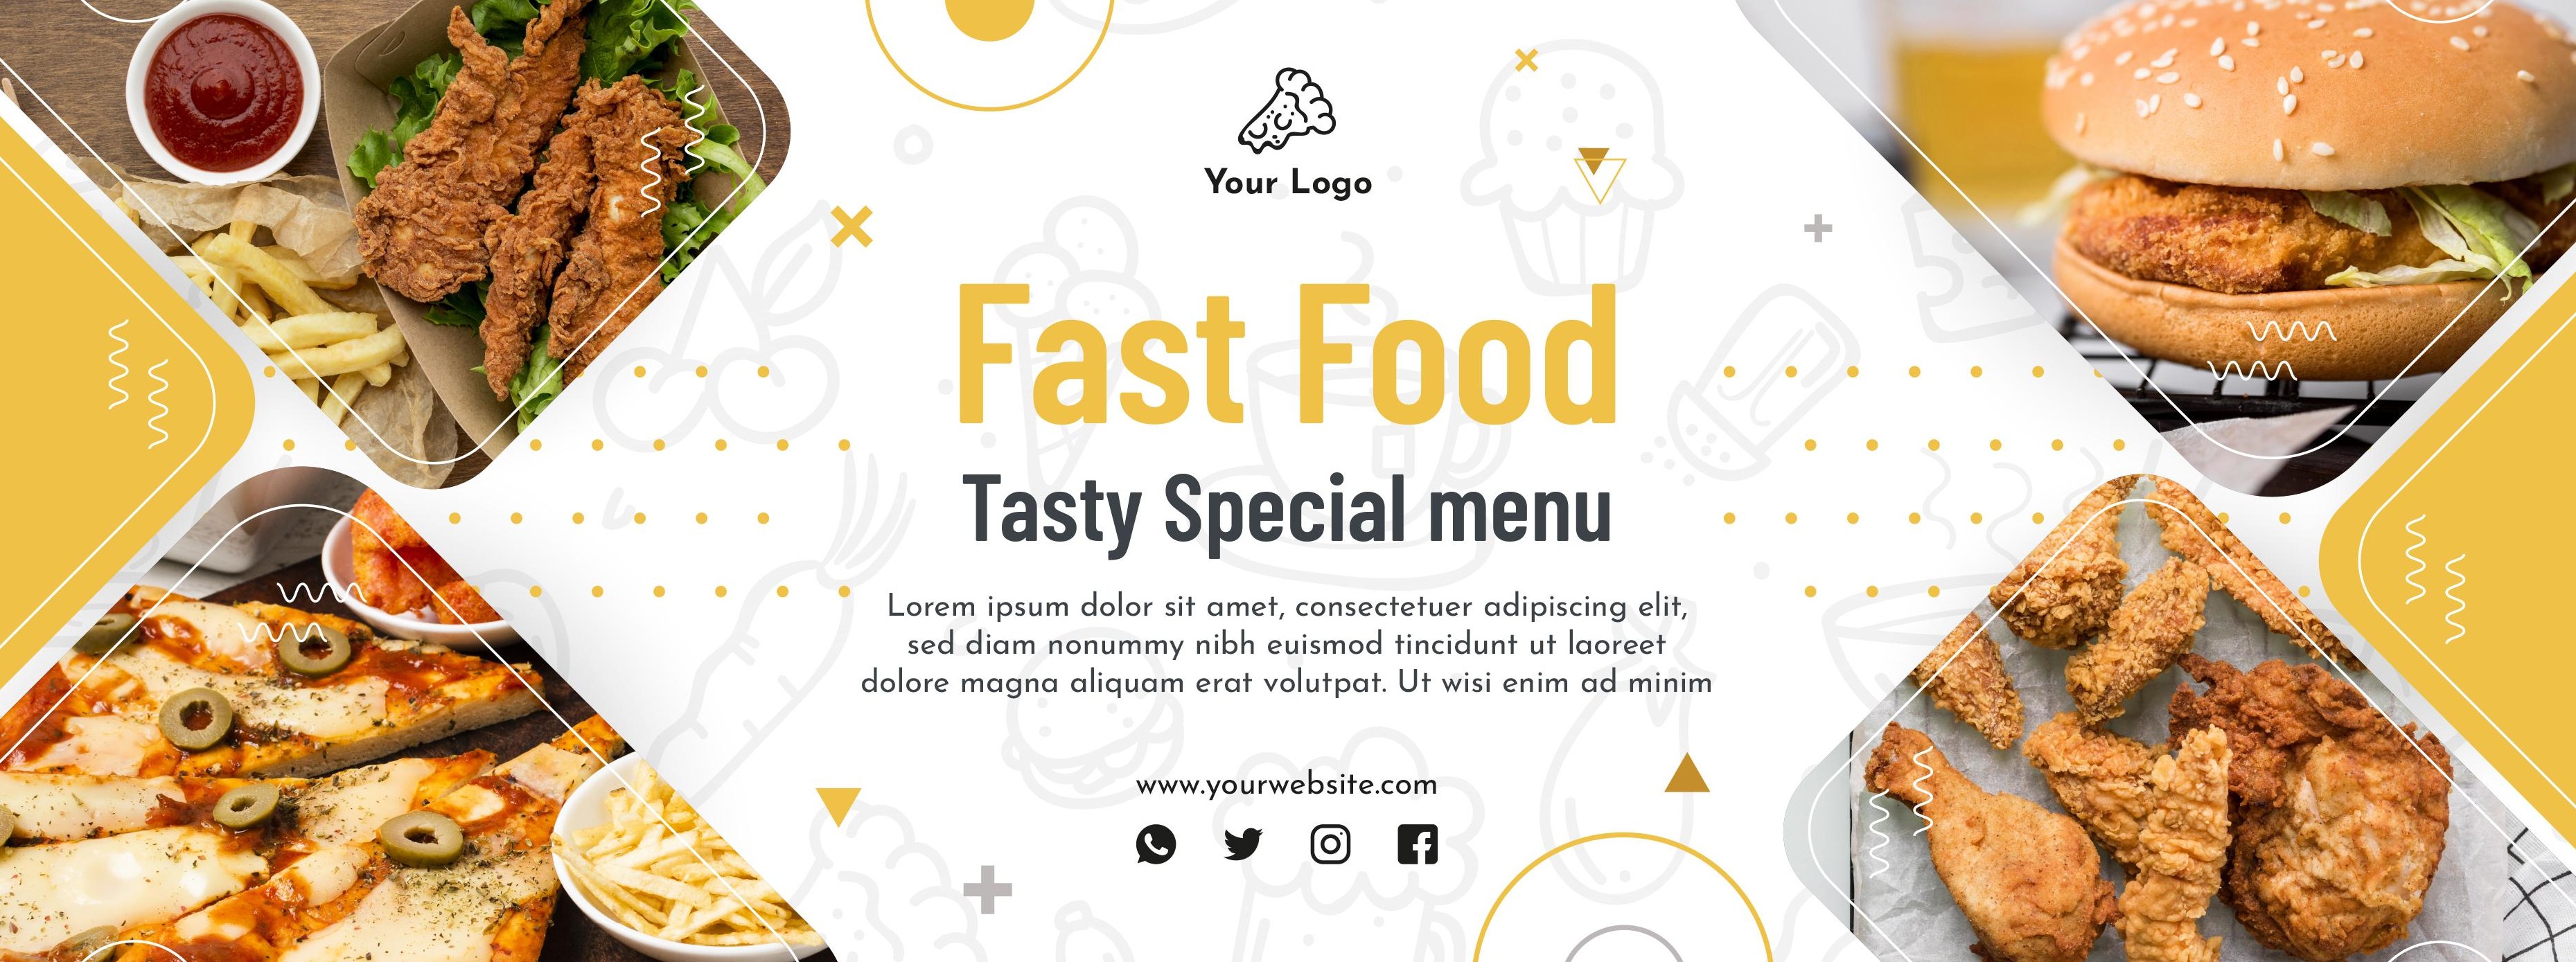 Your Logo
Fast Food
Tasty Special menu
Lorem ipsum dolor sit amet, consectetuer adipiscing elit,
sed diam nonummy nibh euismod tincidunt ut laoreet
dolore magna aliquam erat volutpat. Ut wisi enim ad minim
www.yourwebsite.com